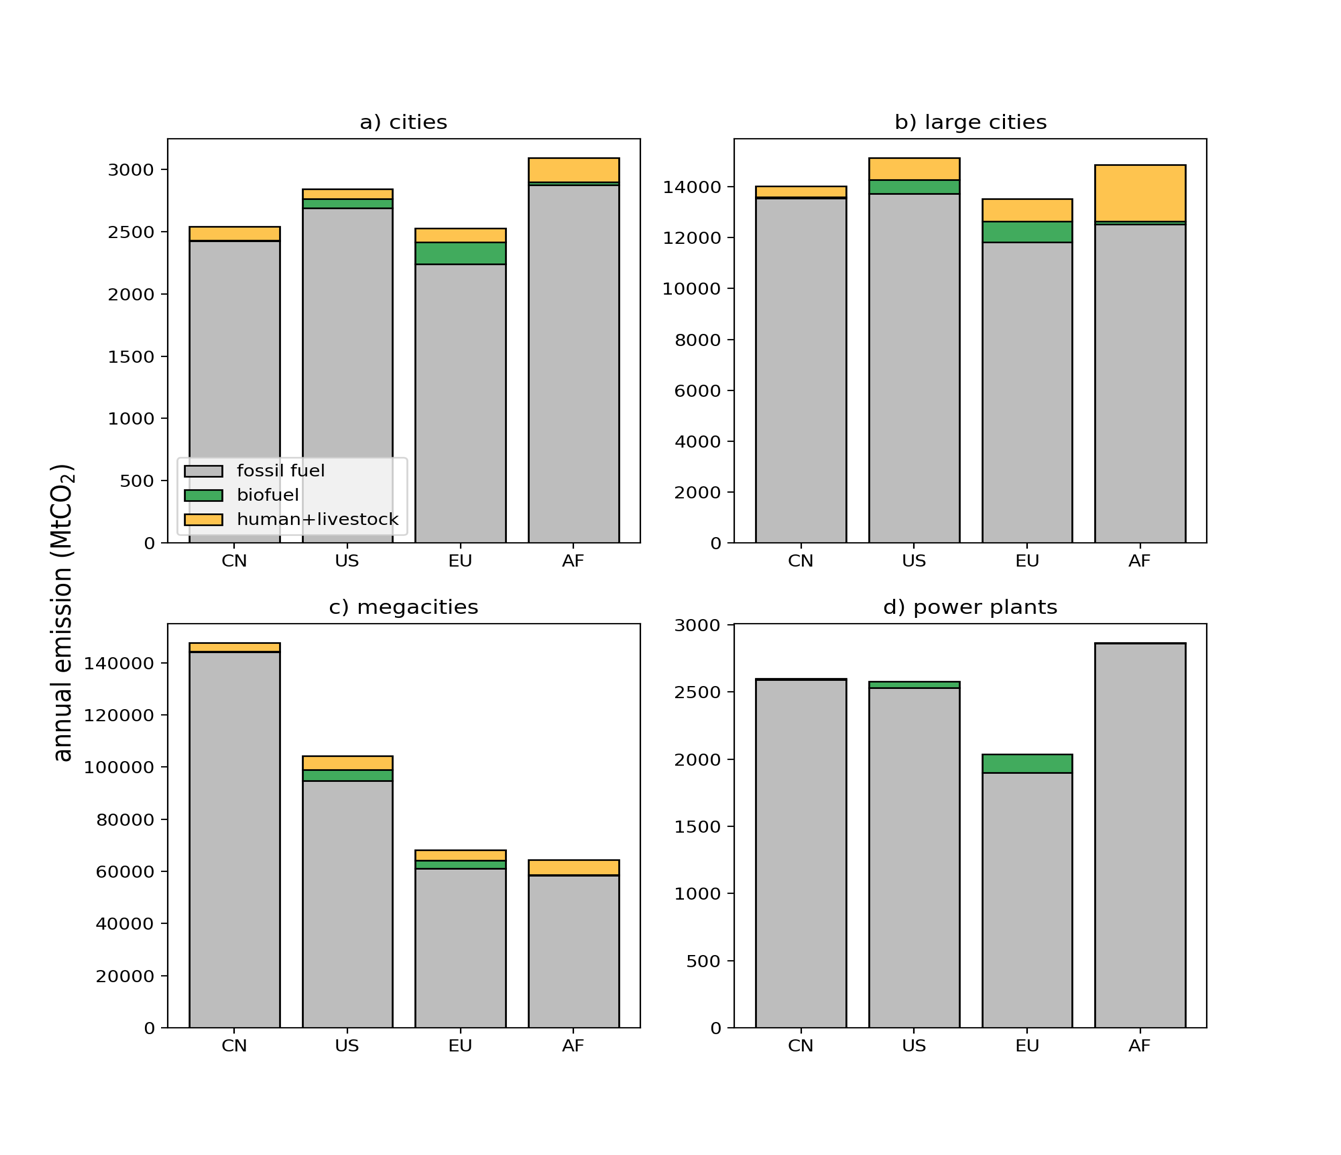 a) cities
3000
2500
2000
1500
1000
500
0
fossil fuel
biofuel
human+livestock
CN US EU AF
b) large cities
14000
12000
10000
8000
6000
4000
2000
0
CN US EU AF
annual emission (MtCO₂)
c) megacities
140000
120000
100000
80000
60000
40000
20000
0
CN US EU AF
d) power plants
3000
2500
2000
1500
1000
500
0
CN US EU AF